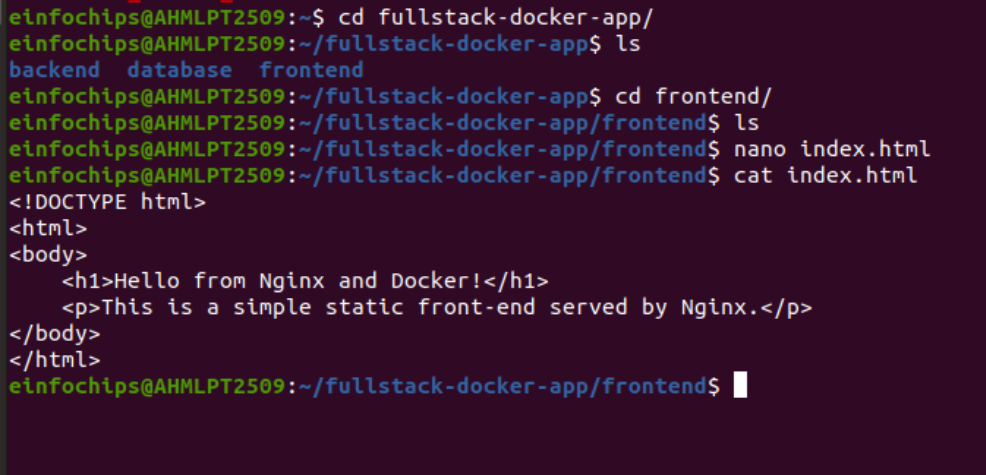 einfochips@AHMLPT2509:~$ cd fullstack-docker-app/
einfochips@AHMLPT2509:~/fullstack-docker-app$ ls
backend  database  frontend
einfochips@AHMLPT2509:~/fullstack-docker-app$ cd frontend/
einfochips@AHMLPT2509:~/fullstack-docker-app/frontend$ ls
einfochips@AHMLPT2509:~/fullstack-docker-app/frontend$ nano index.html
einfochips@AHMLPT2509:~/fullstack-docker-app/frontend$ cat index.html
<!DOCTYPE html>
<html>
<body>
    <h1>Hello from Nginx and Docker!</h1>
    <p>This is a simple static front-end served by Nginx.</p>
</body>
</html>
einfochips@AHMLPT2509:~/fullstack-docker-app/frontend$